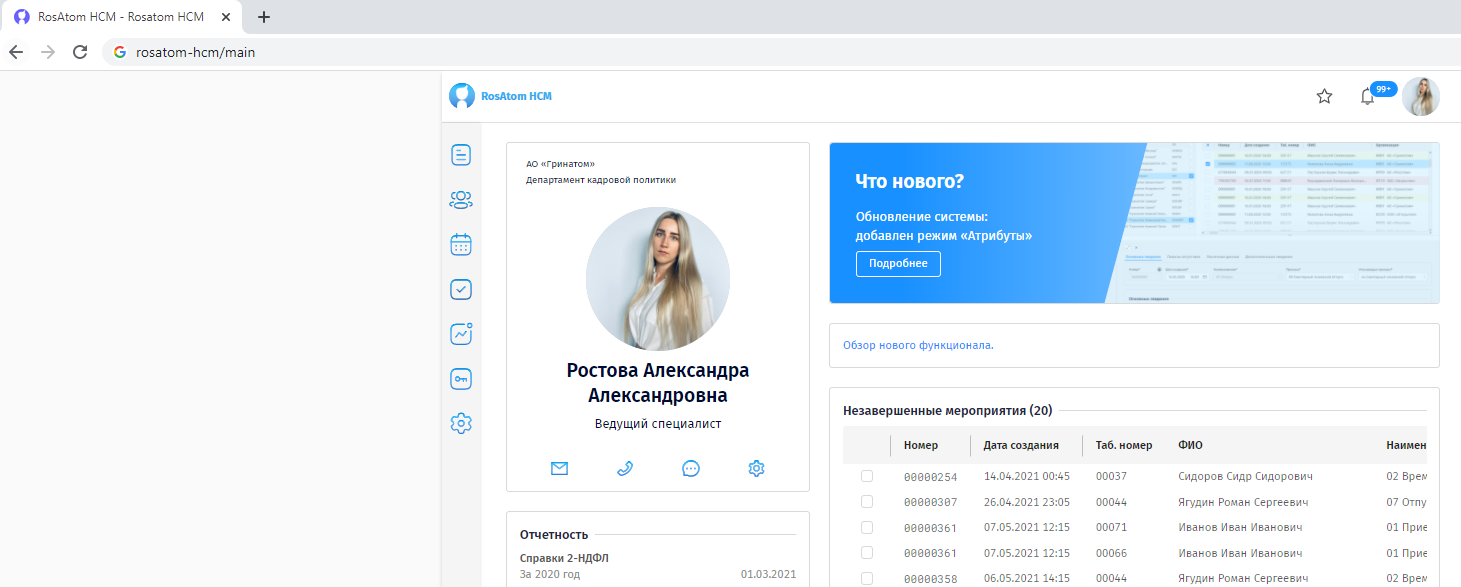 RosAtom HCM - Rosatom HCM
rosatom-hcm/main
RosAtom HCM
99+
АО «Гринатом»
Департамент кадровой политики
Ростова Александра
Александровна
Ведущий специалист
Отчетность
Справки 2-НДФЛ
За 2020 год 01.03.2021
Что нового?
Обновление системы:
добавлен режим «Атрибуты»
Подробнее
Обзор нового функционала.
Незавершенные мероприятия (20)
Номер Дата создания Таб. номер ФИО Наимен
00000254 14.04.2021 00:45 00037 Сидоров Сидр Сидорович 02 Врем
00000307 26.04.2021 23:05 00044 Ягудин Роман Сергеевич 07 Отпу
00000361 07.05.2021 12:15 00071 Иванов Иван Иванович 01 Прие
00000361 07.05.2021 12:15 00066 Иванов Иван Иванович 01 Прие
00000358 06.05.2021 14:15 00044 Ягудин Роман Сергеевич 02 Врем